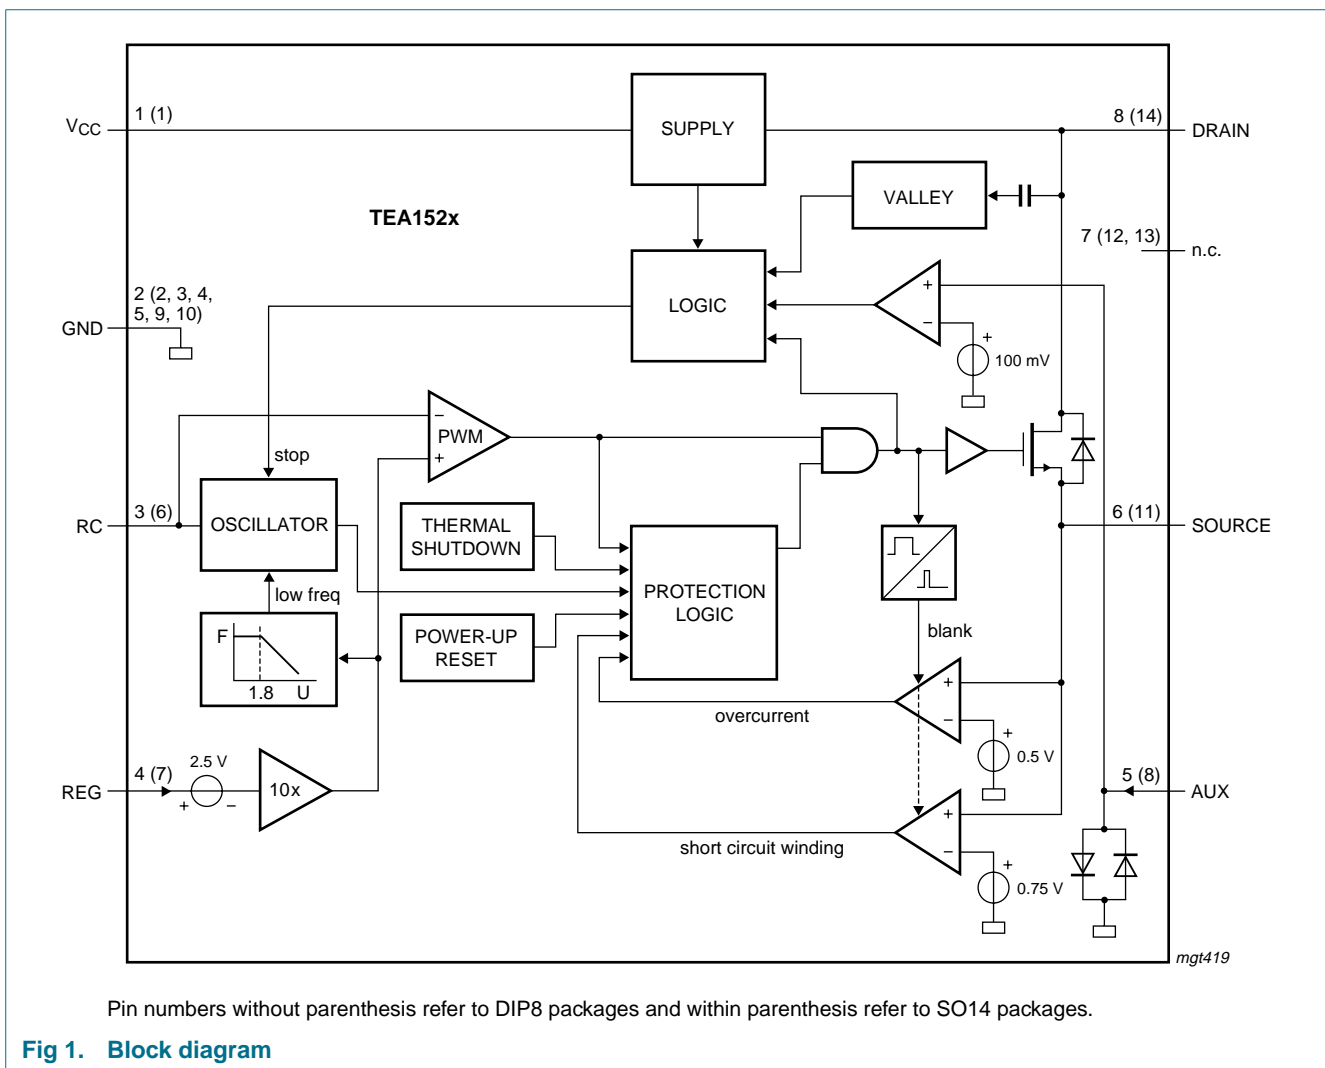 1 (1)
VCC
SUPPLY
8 (14)
DRAIN
VALLEY
TEA152x
7 (12, 13)
n.c.
2 (2, 3, 4,
5, 9, 10)
GND
LOGIC
+
−
+
100 mV
−
PWM
+
stop
3 (6)
RC
OSCILLATOR
THERMAL
SHUTDOWN
6 (11)
SOURCE
low freq
PROTECTION
LOGIC
F
1.8 U
POWER-UP
RESET
blank
+
−
overcurrent
+
0.5 V
2.5 V
4 (7)
REG
+ −
10x
5 (8)
AUX
+
−
short circuit winding
+
0.75 V
mgt419
Pin numbers without parenthesis refer to DIP8 packages and within parenthesis refer to SO14 packages.
Fig 1. Block diagram